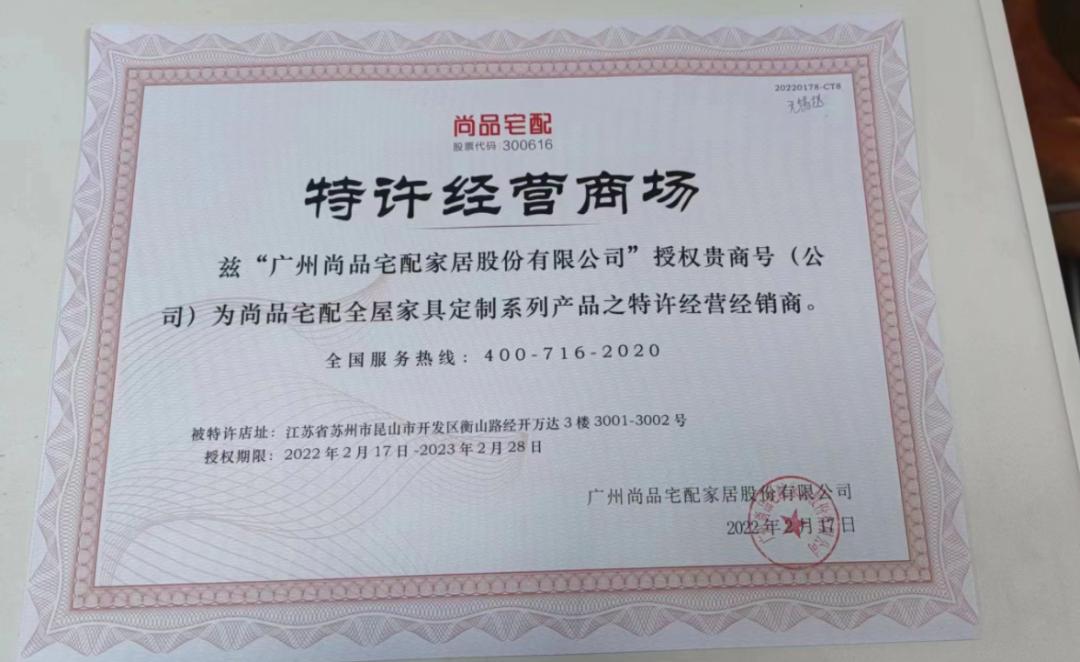 20220178-CT8
尚品宅配
股票代码 300616
特许经营商场
兹“广州尚品宅配家居股份有限公司”授权贵商号（公
司）为尚品宅配全屋家具定制系列产品之特许经营经销商。
全国服务热线：400-716-2020
被特许店址：江苏省苏州市昆山市开发区衡山路经开万达3楼3001-3002号
授权期限：2022年2月17日-2023年2月28日
广州尚品宅配家居股份有限公司
2022年2月17日